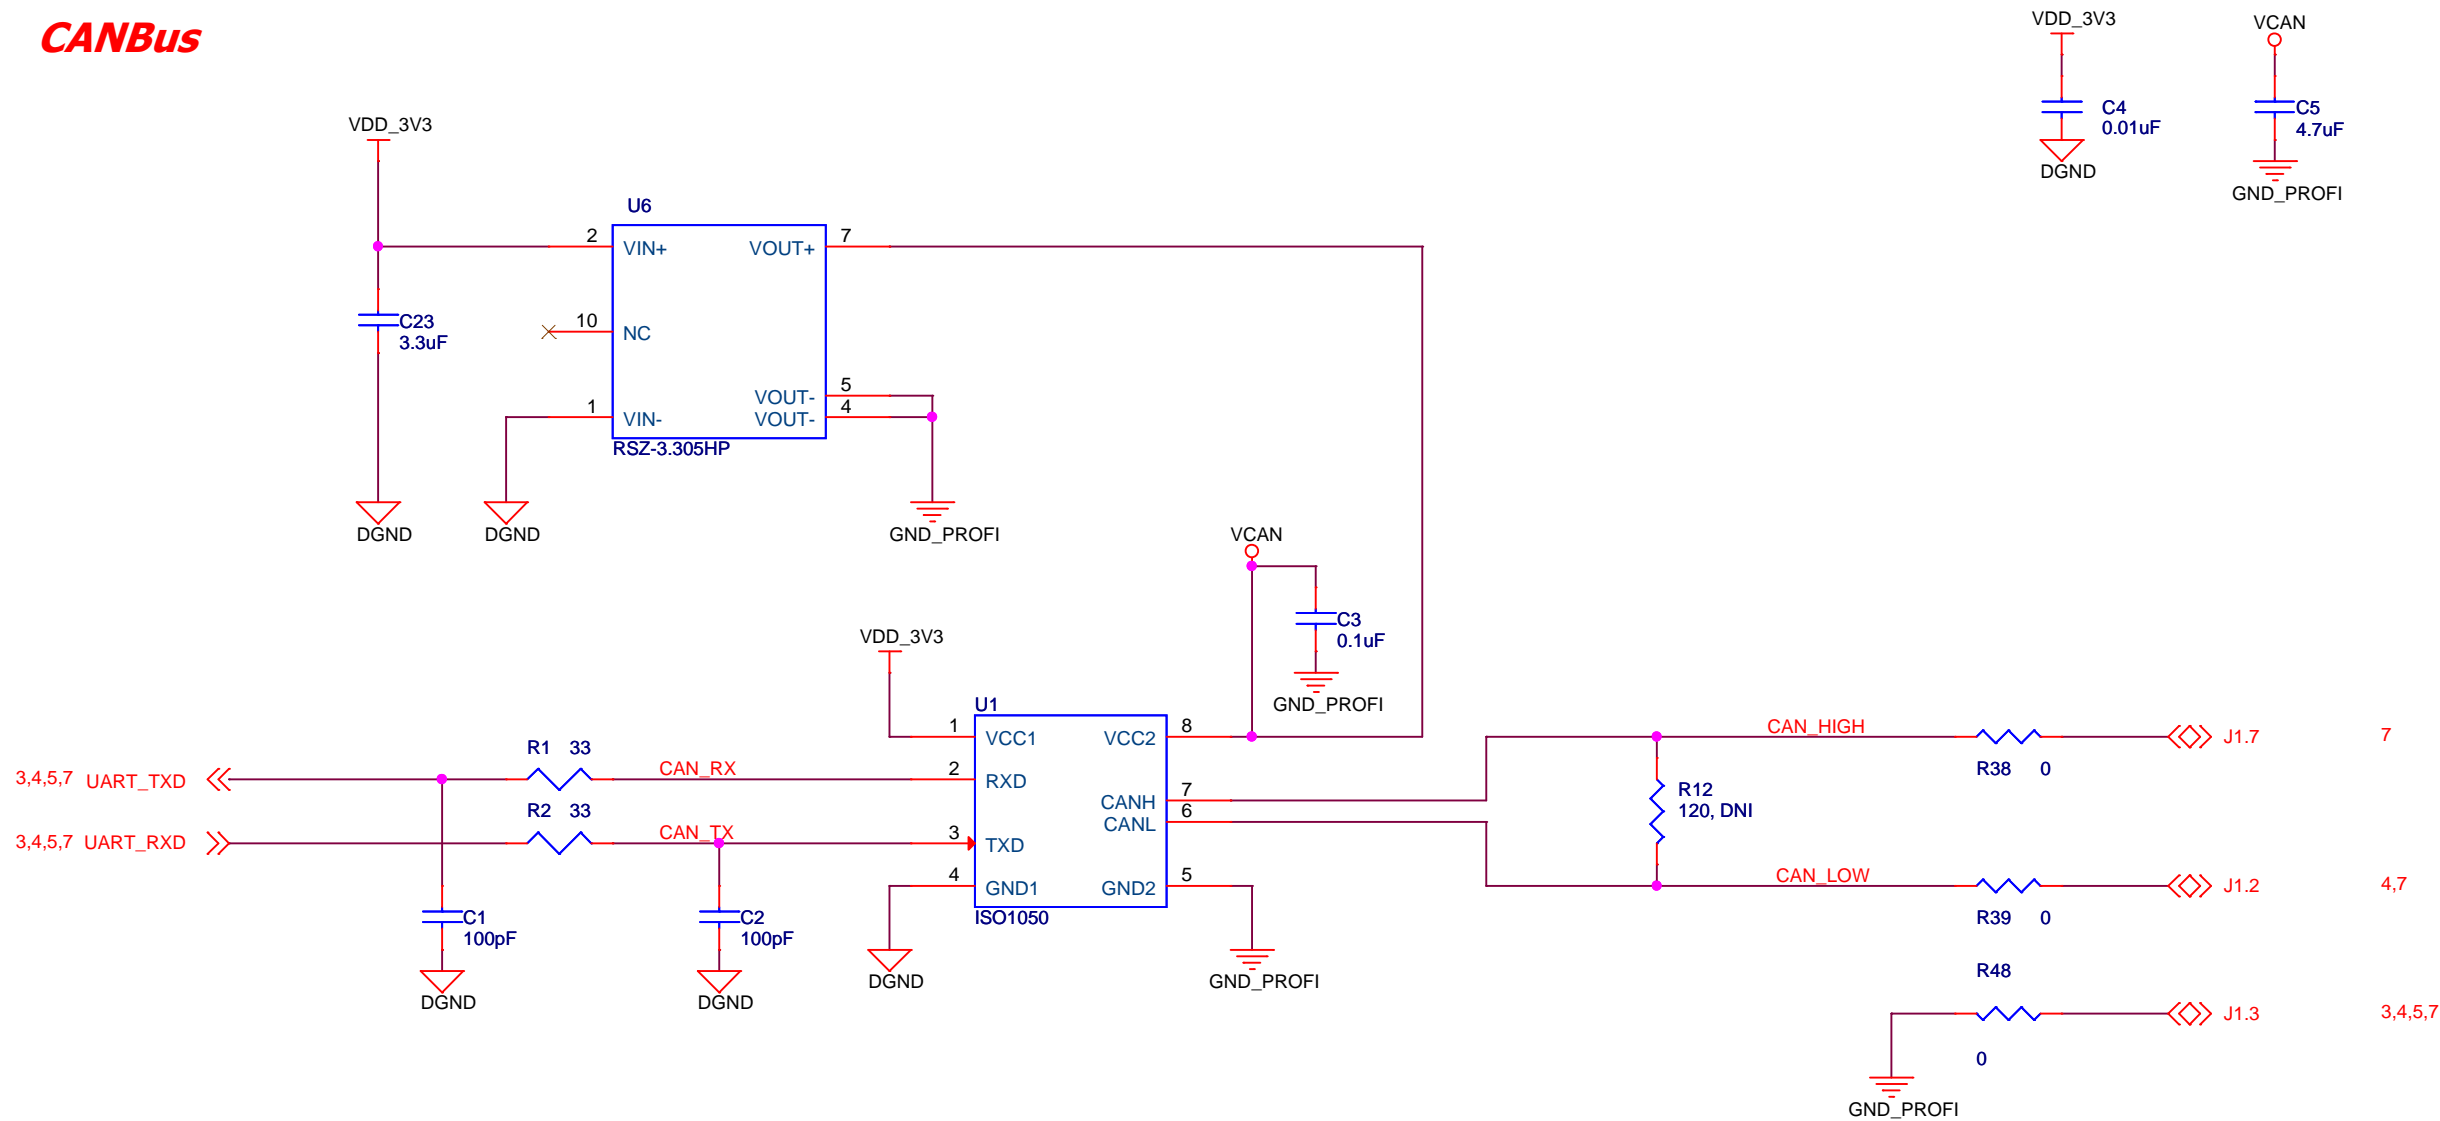 CANBus
VDD_3V3
VCAN
C4
0.01uF
C5
4.7uF
DGND
GND_PROFI
VDD_3V3
U6
2
VIN+
VOUT+
7
C23
3.3uF
10
NC
VOUT-
5
1
VIN-
VOUT-
4
RSZ-3.305HP
DGND
DGND
GND_PROFI
VCAN
C3
0.1uF
GND_PROFI
VDD_3V3
U1
1
VCC1
VCC2
8
CAN_HIGH
J1.7
7
R1 33
R38 0
3,4,5,7 UART_TXD
CAN_RX
2
RXD
CANH
7
R12
120, DNI
R2 33
CANL
6
3,4,5,7 UART_RXD
CAN_TX
3
TXD
4
GND1
GND2
5
CAN_LOW
J1.2
4,7
ISO1050
R39 0
C1
100pF
C2
100pF
DGND
DGND
DGND
GND_PROFI
R48
J1.3
3,4,5,7
0
GND_PROFI